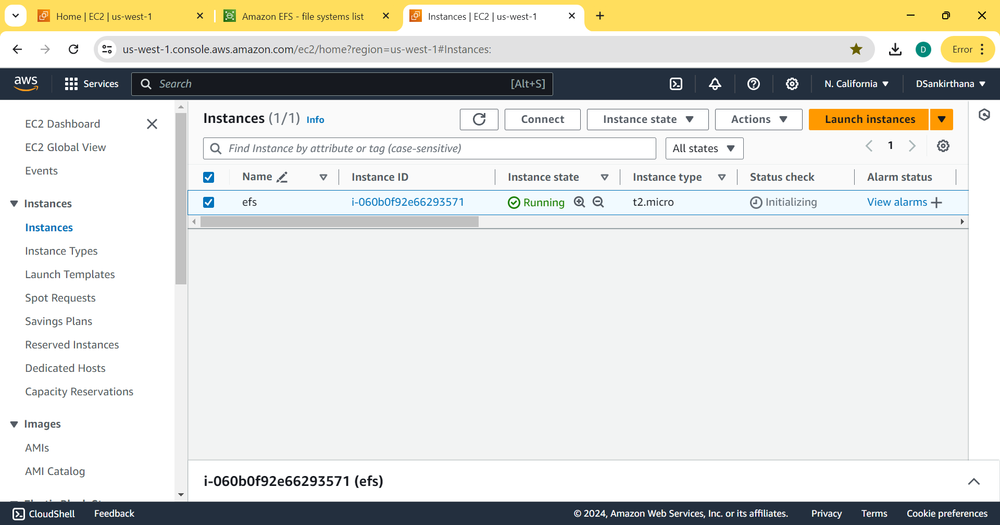 Home | EC2 | us-west-1
Amazon EFS - file systems list
Instances | EC2 | us-west-1
us-west-1.console.aws.amazon.com/ec2/home?region=us-west-1#Instances:
D
Error
aws
Services
Search
[Alt+S]
N. California
DSankirthana
EC2 Dashboard
EC2 Global View
Events
Instances
Instances
Instance Types
Launch Templates
Spot Requests
Savings Plans
Reserved Instances
Dedicated Hosts
Capacity Reservations
Images
AMIs
AMI Catalog
Instances (1/1) Info
Connect
Instance state
Actions
Launch instances
Find Instance by attribute or tag (case-sensitive)
All states
1
Name
Instance ID
Instance state
Instance type
Status check
Alarm status
efs
i-060b0f92e66293571
Running
t2.micro
Initializing
View alarms
i-060b0f92e66293571 (efs)
CloudShell
Feedback
© 2024, Amazon Web Services, Inc. or its affiliates.
Privacy
Terms
Cookie preferences